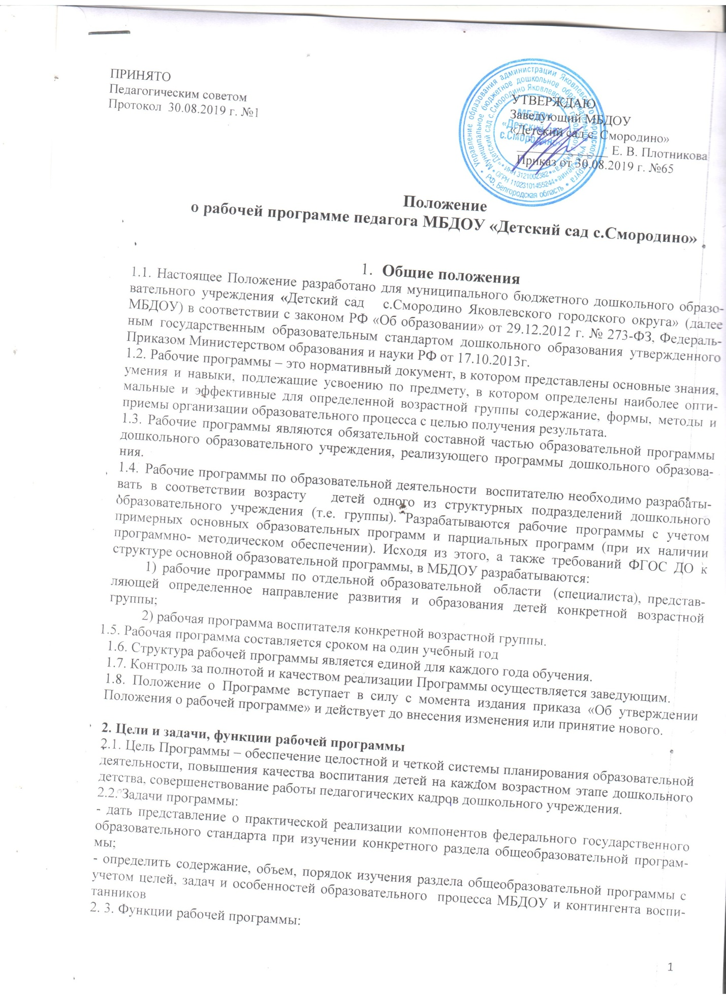 ПРИНЯТО
Педагогическим советом
Протокол  30.08.2019 г. №1
УТВЕРЖДАЮ
Заведующий МБДОУ
«Детский сад с. Смородино»
Е. В. Плотникова
Приказ от 30.08.2019 г. №65
Управление образования администрации Яковлевского городского округа
РФ, Белгородская область
Муниципальное бюджетное дошкольное образовательное учреждение
«Детский сад с.Смородино Яковлевского городского округа»
ОГРН 11023101455244
ИНН 3121002382
МБДОУ
«Детский сад
с.Смородино»
Положение
о рабочей программе педагога МБДОУ «Детский сад с.Смородино»
1. Общие положения
1.1. Настоящее Положение разработано для муниципального бюджетного дошкольного образо-
вательного учреждения «Детский сад с.Смородино Яковлевского городского округа» (далее
МБДОУ) в соответствии с законом РФ «Об образовании» от 29.12.2012 г. № 273-ФЗ, Федераль-
ным государственным образовательным стандартом дошкольного образования утвержденного
Приказом Министерством образования и науки РФ от 17.10.2013г.
1.2. Рабочие программы – это нормативный документ, в котором представлены основные знания,
умения и навыки, подлежащие усвоению по предмету, в котором определены наиболее опти-
мальные и эффективные для определенной возрастной группы содержание, формы, методы и
приемы организации образовательного процесса с целью получения результата.
1.3. Рабочие программы являются обязательной составной частью образовательной программы
дошкольного образовательного учреждения, реализующего программы дошкольного образова-
ния.
1.4. Рабочие программы по образовательной деятельности воспитателю необходимо разрабаты-
вать в соответствии возрасту детей одного из структурных подразделений дошкольного
образовательного учреждения (т.е. группы). Разрабатываются рабочие программы с учетом
примерных основных образовательных программ и парциальных программ (при их наличии
программно- методическом обеспечении). Исходя из этого, а также требований ФГОС ДО к
структуре основной образовательной программы, в МБДОУ разрабатываются:
1) рабочие программы по отдельной образовательной области (специалиста), представ-
ляющей определенное направление развития и образования детей конкретной возрастной
группы;
2) рабочая программа воспитателя конкретной возрастной группы.
1.5. Рабочая программа составляется сроком на один учебный год
1.6. Структура рабочей программы является единой для каждого года обучения.
1.7. Контроль за полнотой и качеством реализации Программы осуществляется заведующим.
1.8. Положение о Программе вступает в силу с момента издания приказа «Об утверждении
Положения о рабочей программе» и действует до внесения изменения или принятие нового.
2. Цели и задачи, функции рабочей программы
2.1. Цель Программы – обеспечение целостной и четкой системы планирования образовательной
деятельности, повышения качества воспитания детей на каждом возрастном этапе дошкольного
детства, совершенствование работы педагогических кадров дошкольного учреждения.
2.2. Задачи программы:
- дать представление о практической реализации компонентов федерального государственного
образовательного стандарта при изучении конкретного раздела общеобразовательной програм-
мы;
- определить содержание, объем, порядок изучения раздела общеобразовательной программы с
учетом целей, задач и особенностей образовательного процесса МБДОУ и контингента воспи-
танников
2. 3. Функции рабочей программы:
1